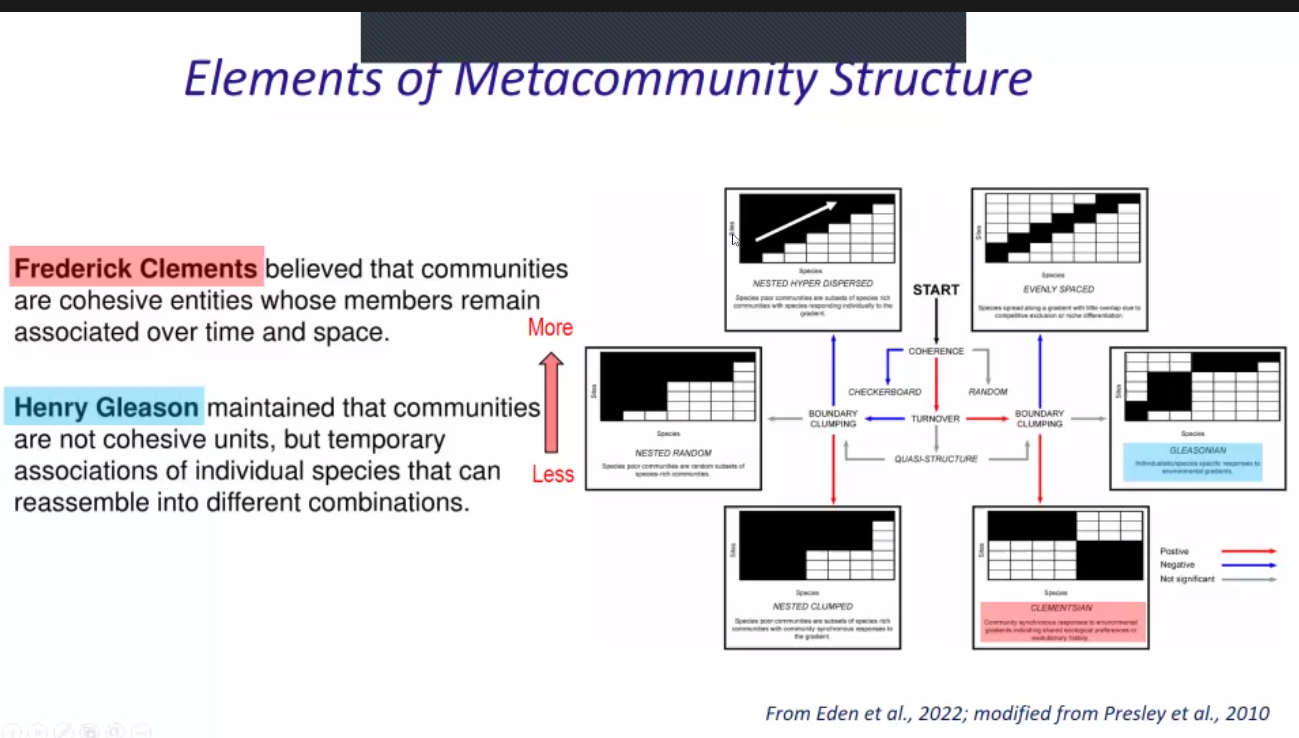 Elements of Metacommunity Structure
Frederick Clements believed that communities
are cohesive entities whose members remain
associated over time and space.
More
Henry Gleason maintained that communities
are not cohesive units, but temporary
associations of individual species that can
reassemble into different combinations.
Less
Sites
Species
NESTED HYPER DISPERSED
Species poor communities are subsets of species rich
communities with species responding individually to the
gradient.
Sites
Species
EVENLY SPACED
Species spread along a gradient with little overlap due to
competitive exclusion or niche differentiation.
START
COHERENCE
CHECKERBOARD
RANDOM
BOUNDARY
CLUMPING
TURNOVER
BOUNDARY
CLUMPING
QUASI-STRUCTURE
Sites
Species
NESTED RANDOM
Species poor communities are random subsets of
species-rich communities.
Sites
Species
GLEASONIAN
Individualistic/species specific responses to
environmental gradients.
Sites
Species
NESTED CLUMPED
Species poor communities are subsets of species rich
communities with community synchronous responses to
the gradient.
Sites
Species
CLEMENTSIAN
Community synchronous responses to environmental
gradients indicating shared ecological preferences or
evolutionary history.
Postive
Negative
Not significant
From Eden et al., 2022; modified from Presley et al., 2010